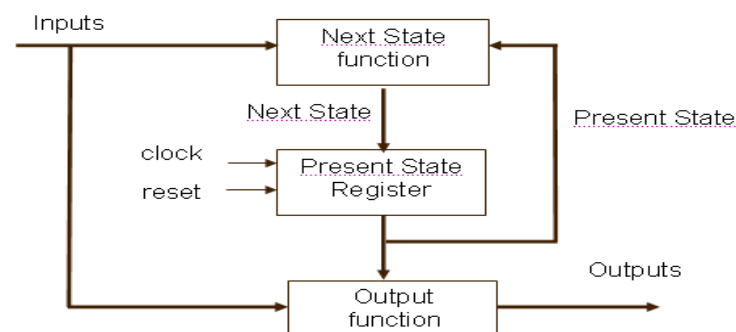 Inputs
Next State
function
Next State
Present State
clock
reset
Present State
Register
Outputs
Output
function